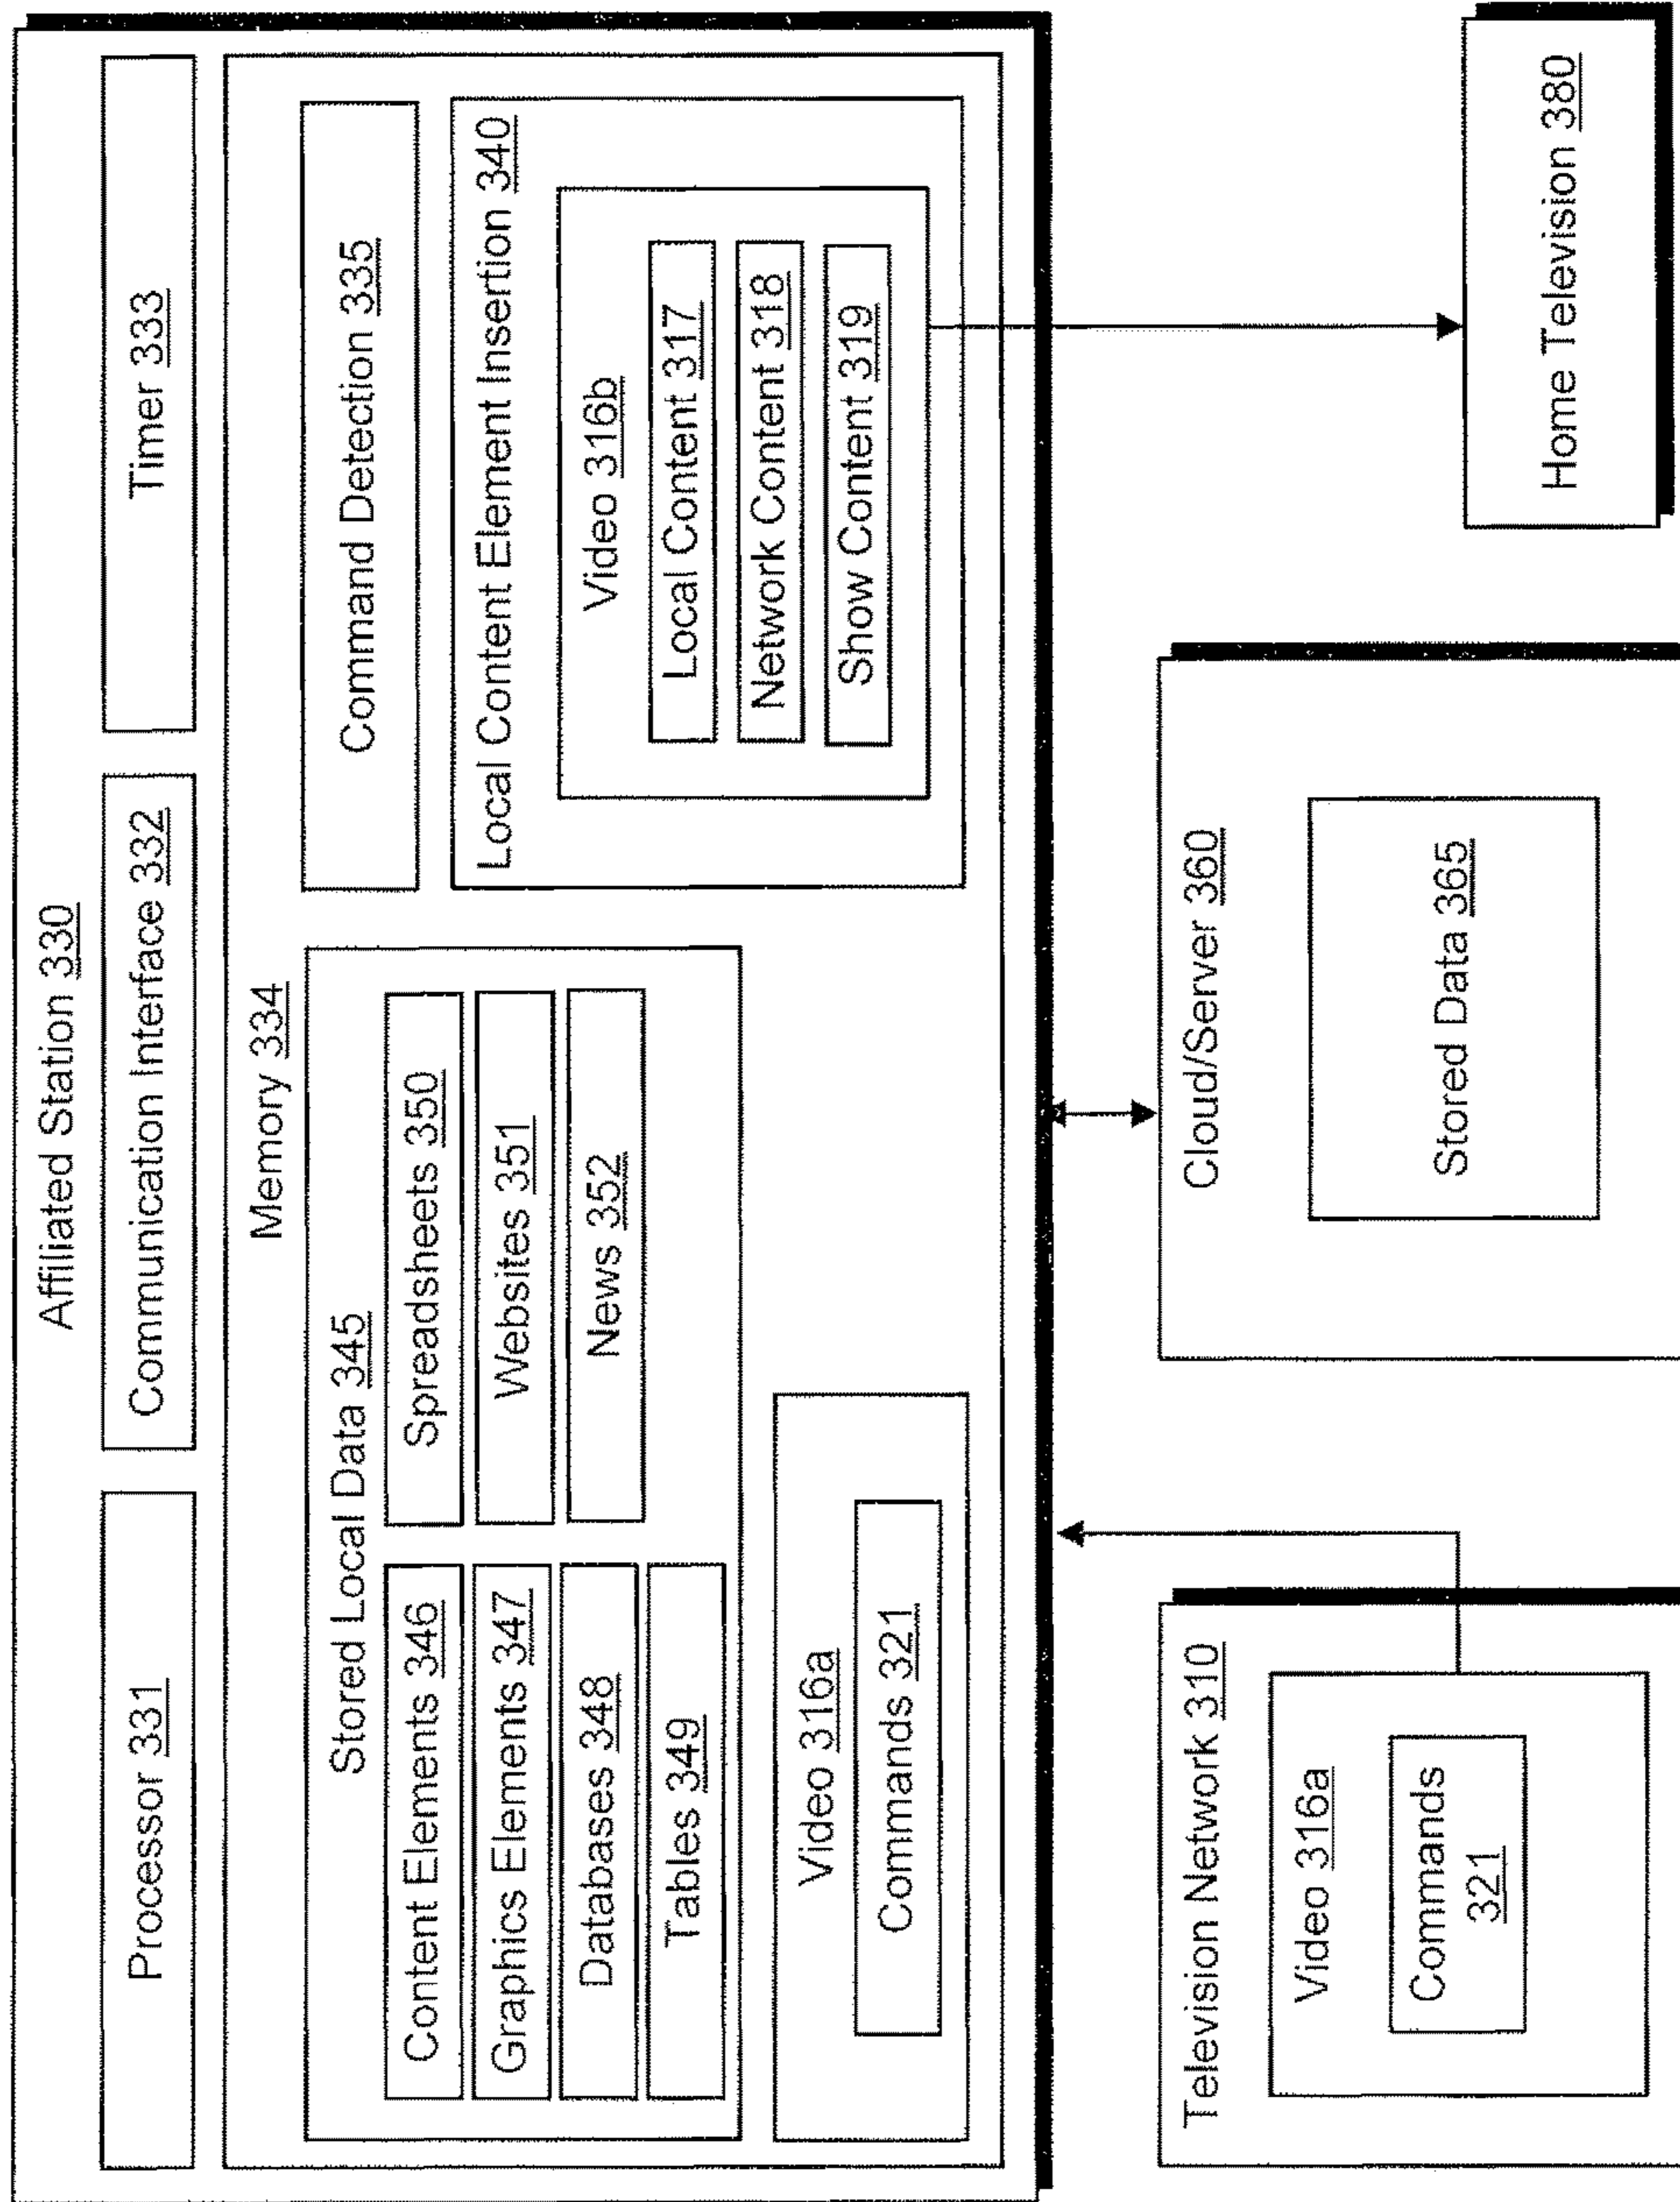 Affiliated Station 330
Processor 331
Communication Interface 332
Timer 333
Memory 334
Stored Local Data 345
Content Elements 346
Graphics Elements 347
Databases 348
Tables 349
Spreadsheets 350
Websites 351
News 352
Video 316a
Commands 321
Command Detection 335
Local Content Element Insertion 340
Video 316b
Local Content 317
Network Content 318
Show Content 319
Television Network 310
Video 316a
Commands
321
Cloud/Server 360
Stored Data 365
Home Television 380